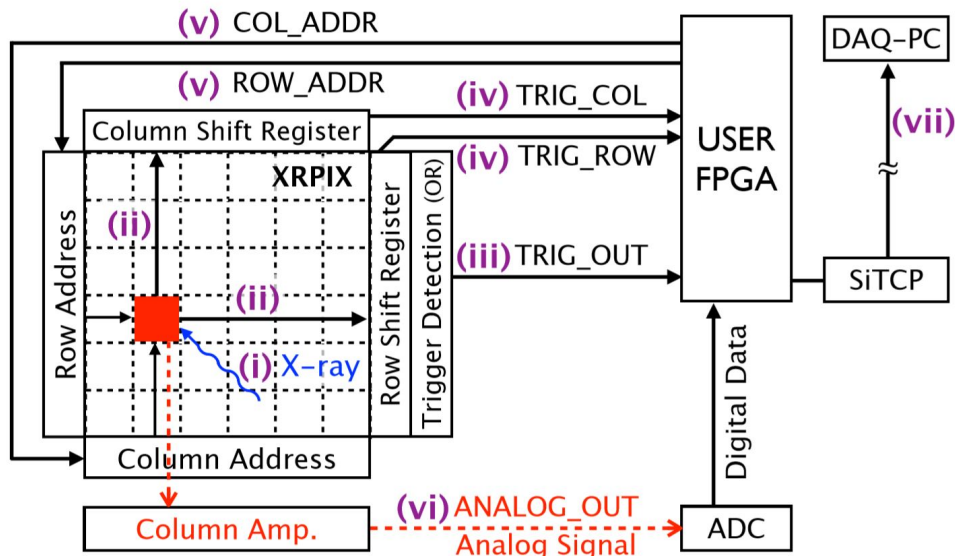 (v) COL_ADDR
DAQ-PC
(v) ROW_ADDR
(iv) TRIG_COL
(vii)
Column Shift Register
USER
FPGA
(iv) TRIG_ROW
XRPIX
(ii)
Row Address
Row Shift Register
Trigger Detection (OR)
(iii) TRIG_OUT
SiTCP
(ii)
(i) X-ray
Digital Data
Column Address
(vi) ANALOG_OUT
Column Amp.
Analog Signal
ADC